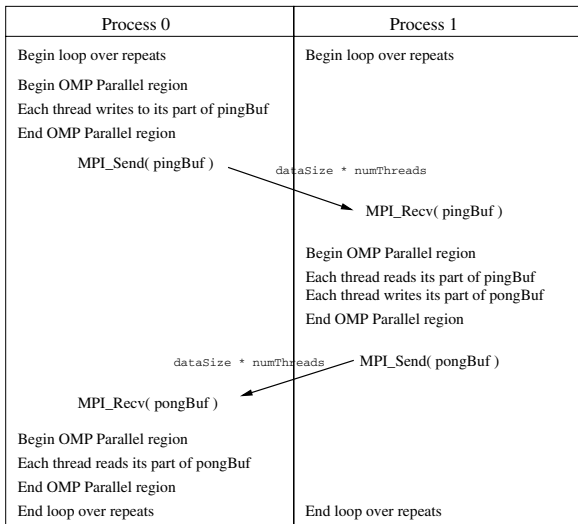 Process 0
Process 1
Begin loop over repeats
Begin loop over repeats
Begin OMP Parallel region
Each thread writes to its part of pingBuf
End OMP Parallel region
MPI_Send( pingBuf )
dataSize * numThreads
MPI_Recv( pingBuf )
Begin OMP Parallel region
Each thread reads its part of pingBuf
Each thread writes its part of pongBuf
End OMP Parallel region
dataSize * numThreads
MPI_Send( pongBuf )
MPI_Recv( pongBuf )
Begin OMP Parallel region
Each thread reads its part of pongBuf
End OMP Parallel region
End loop over repeats
End loop over repeats